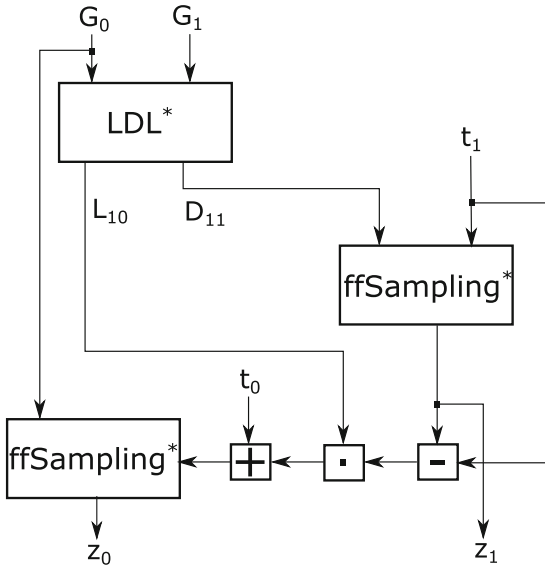 G0 G1
LDL*
t1
L10 D11
ffSampling*
t0
ffSampling* + · -
z0 z1